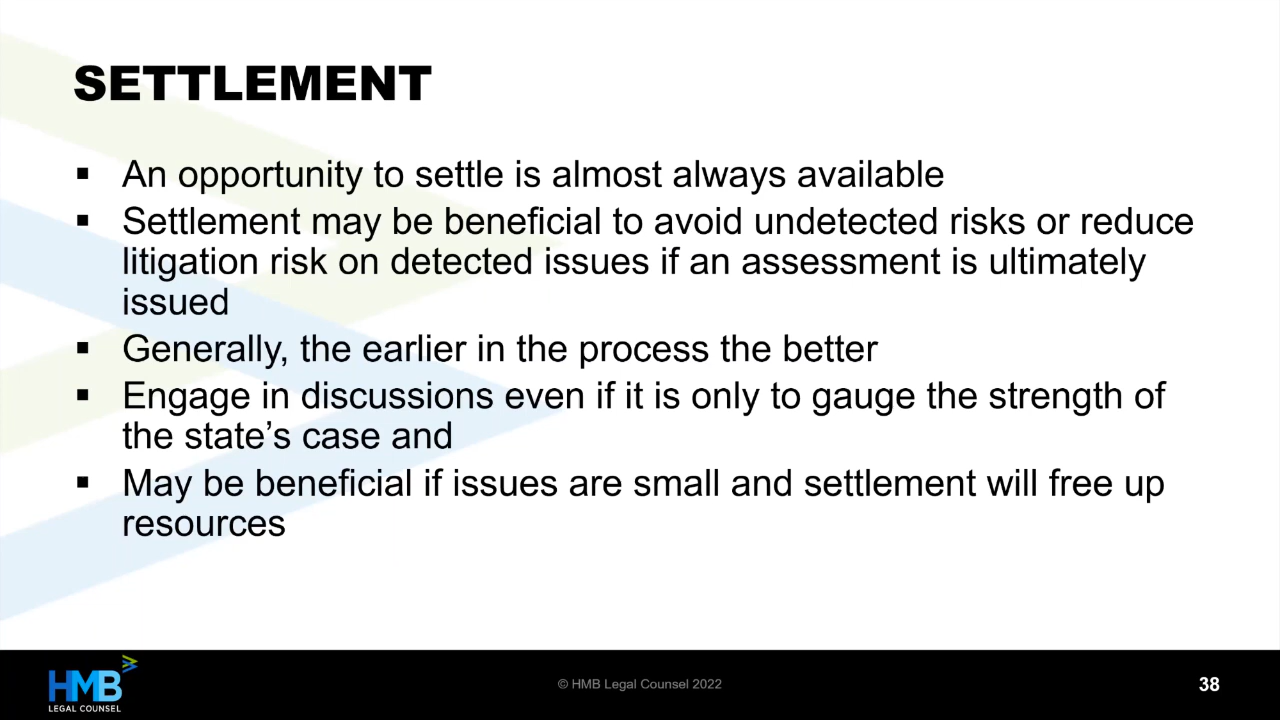 SETTLEMENT
▪ An opportunity to settle is almost always available
▪ Settlement may be beneficial to avoid undetected risks or reduce
litigation risk on detected issues if an assessment is ultimately
issued
▪ Generally, the earlier in the process the better
▪ Engage in discussions even if it is only to gauge the strength of
the state’s case and
▪ May be beneficial if issues are small and settlement will free up
resources
HMB
LEGAL COUNSEL
© HMB Legal Counsel 2022
38